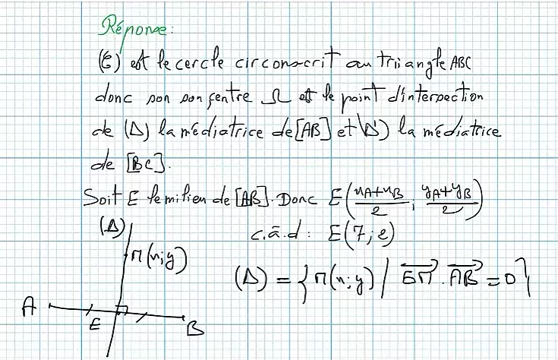 Réponse:
(C) est le cercle circonscrit au triangle ABC
donc son son centre Ω est le point d'intersection
de (Δ) la médiatrice de [AB] et (Δ') la médiatrice
de [BC].
Soit E le milieu de [AB]. Donc E((xA+xB)/2 ; (yA+yB)/2)
c.à.d : E(7;2)
(Δ)
M(x;y)
(Δ) = {M(x;y) / EM⃗ . AB⃗ = 0}
A
E
B